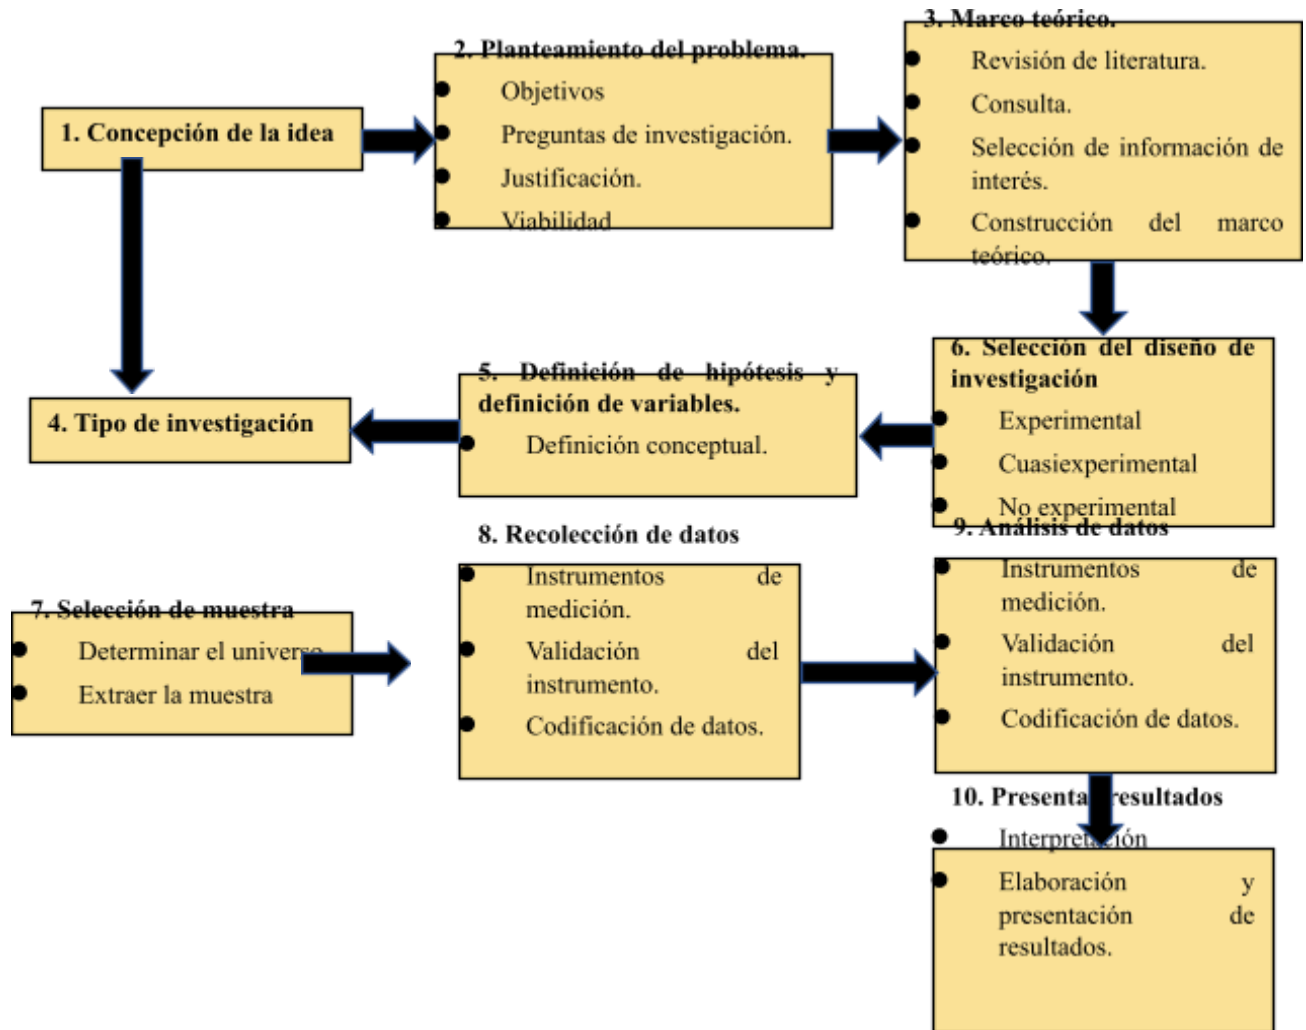 1. Concepción de la idea
2. Planteamiento del problema.
Objetivos
Preguntas de investigación.
Justificación.
Viabilidad
3. Marco teórico.
Revisión de literatura.
Consulta.
Selección de información de
interés.
Construcción del marco
teórico.
4. Tipo de investigación
5. Definición de hipótesis y
definición de variables.
Definición conceptual.
6. Selección del diseño de
investigación
Experimental
Cuasiexperimental
No experimental
7. Selección de muestra
Determinar el universo
Extraer la muestra
8. Recolección de datos
Instrumentos de
medición.
Validación del
instrumento.
Codificación de datos.
9. Análisis de datos
Instrumentos de
medición.
Validación del
instrumento.
Codificación de datos.
10. Presentar resultados
Interpretación
Elaboración y
presentación de
resultados.